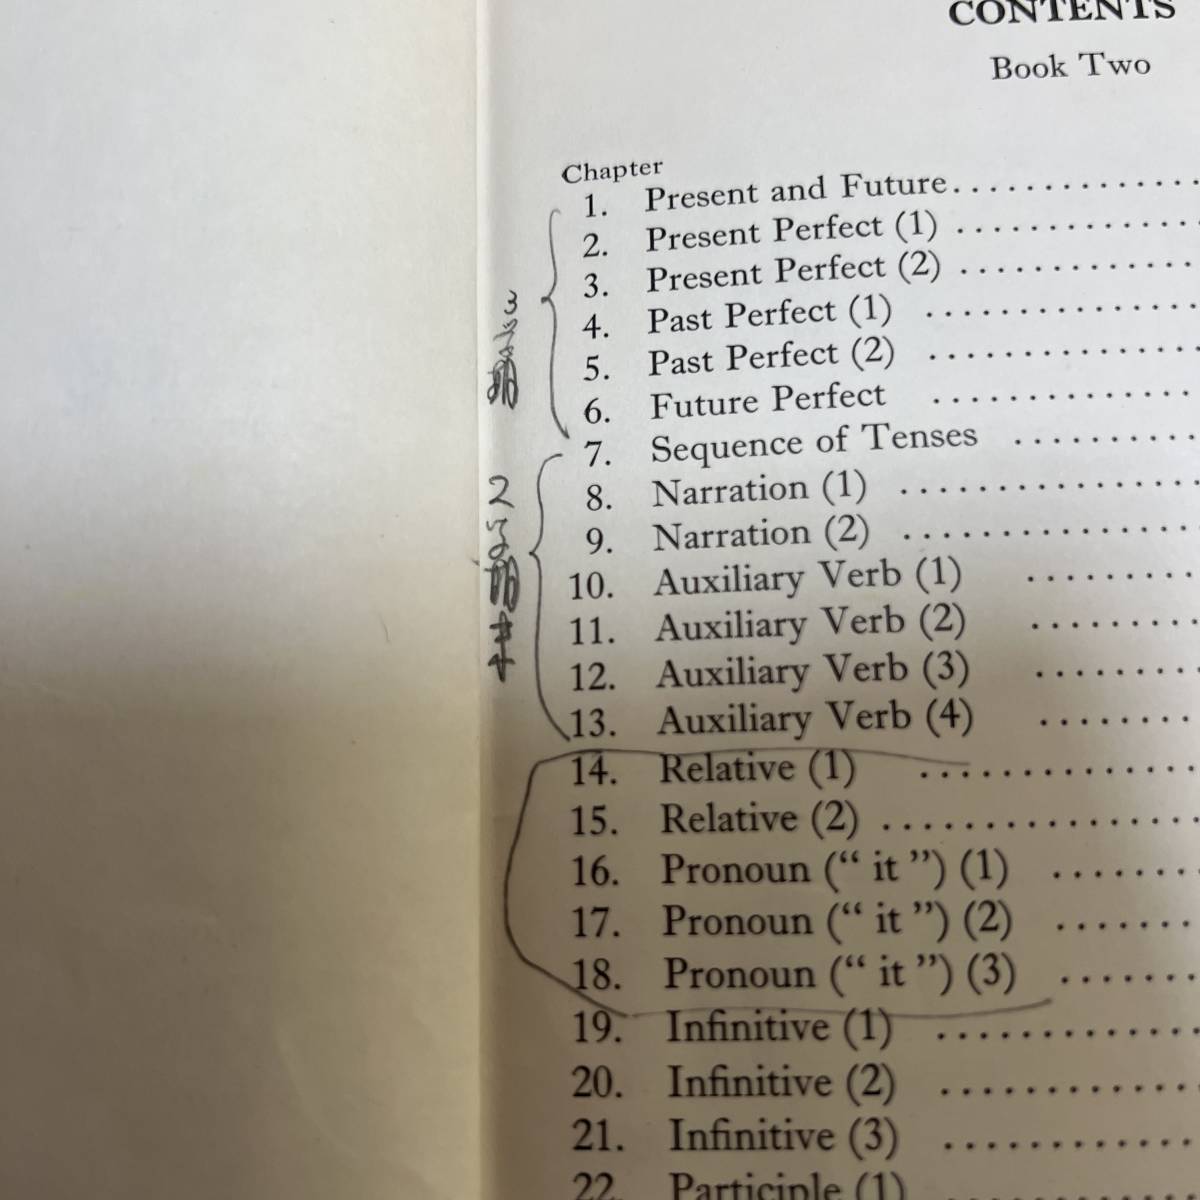 CONTENTS
Book Two
Chapter
1. Present and Future
2. Present Perfect (1)
3. Present Perfect (2)
4. Past Perfect (1)
5. Past Perfect (2)
6. Future Perfect
7. Sequence of Tenses
8. Narration (1)
9. Narration (2)
10. Auxiliary Verb (1)
11. Auxiliary Verb (2)
12. Auxiliary Verb (3)
13. Auxiliary Verb (4)
14. Relative (1)
15. Relative (2)
16. Pronoun (“ it ”) (1)
17. Pronoun (“ it ”) (2)
18. Pronoun (“ it ”) (3)
19. Infinitive (1)
20. Infinitive (2)
21. Infinitive (3)
22. Participle (1)